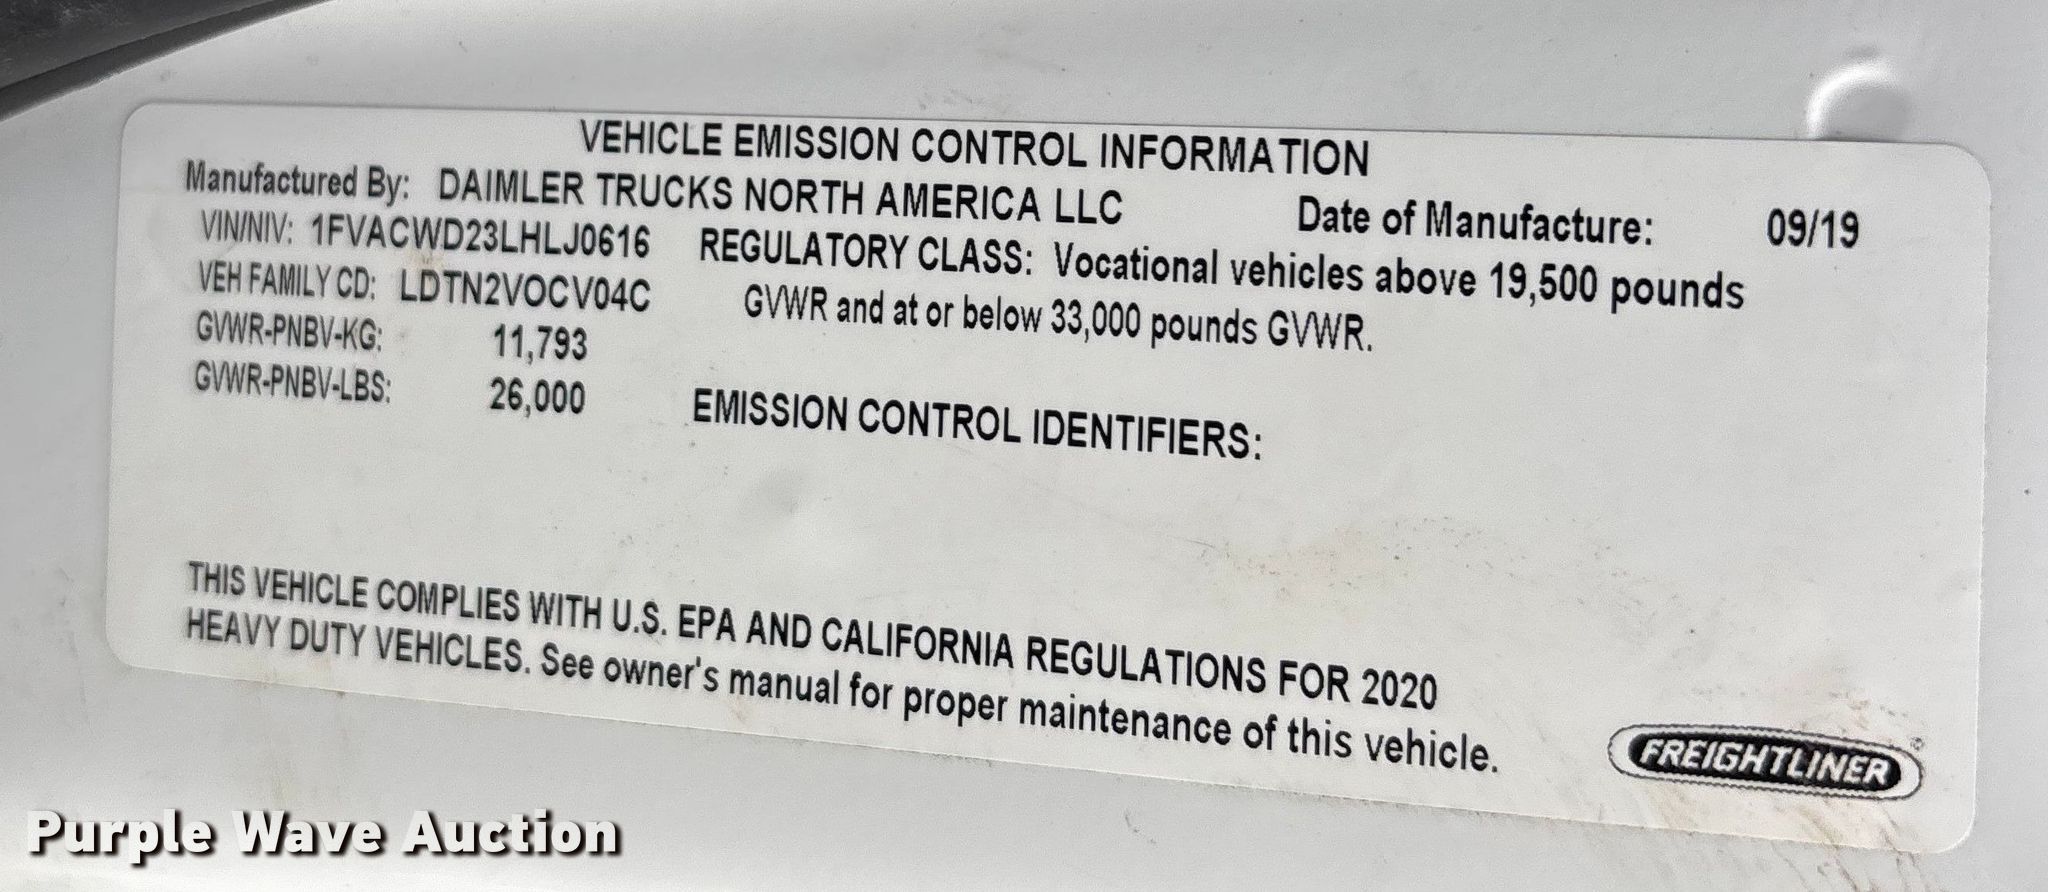 VEHICLE EMISSION CONTROL INFORMATION
Manufactured By: DAIMLER TRUCKS NORTH AMERICA LLC Date of Manufacture: 09/19
VIN/NIV: 1FVACWD23LHLJ0616 REGULATORY CLASS: Vocational vehicles above 19,500 pounds
VEH FAMILY CD: LDTN2VOCV04C GVWR and at or below 33,000 pounds GVWR.
GVWR-PNBV-KG: 11,793
GVWR-PNBV-LBS: 26,000 EMISSION CONTROL IDENTIFIERS:
THIS VEHICLE COMPLIES WITH U.S. EPA AND CALIFORNIA REGULATIONS FOR 2020
HEAVY DUTY VEHICLES. See owner's manual for proper maintenance of this vehicle.
FREIGHTLINER®
Purple Wave Auction